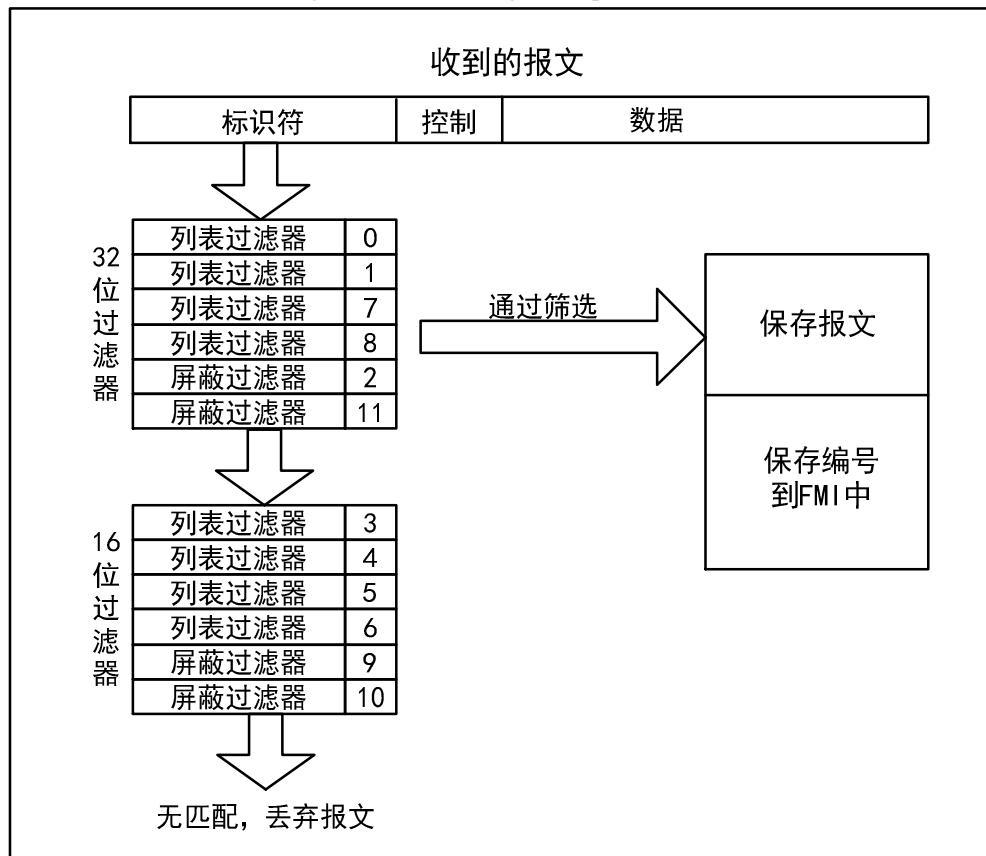 收到的报文
标识符 控制 数据
32位过滤器
列表过滤器 0
列表过滤器 1
列表过滤器 7
列表过滤器 8
屏蔽过滤器 2
屏蔽过滤器 11
通过筛选
保存报文
保存编号
到FMI中
16位过滤器
列表过滤器 3
列表过滤器 4
列表过滤器 5
列表过滤器 6
屏蔽过滤器 9
屏蔽过滤器 10
无匹配，丢弃报文